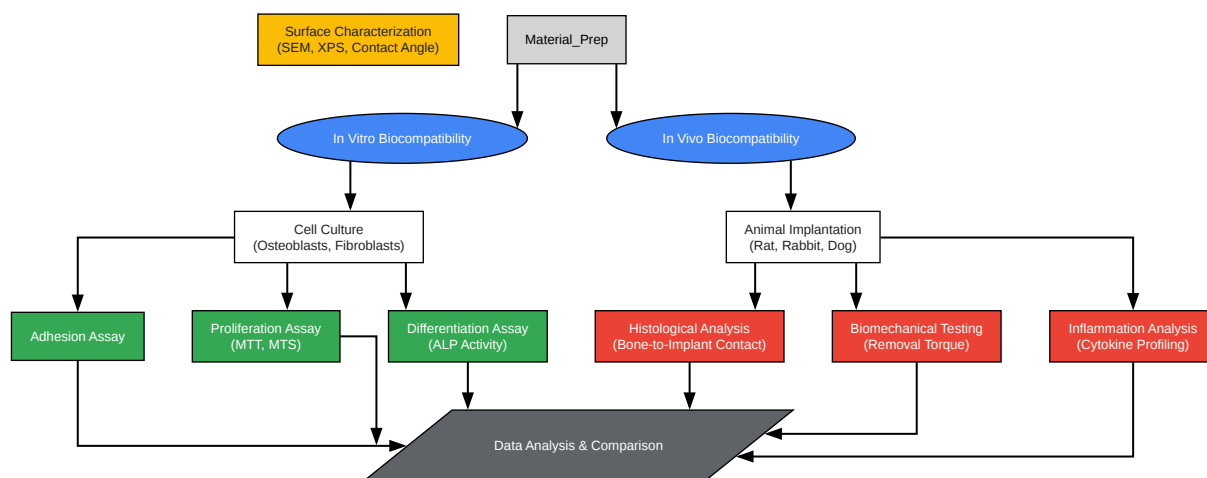 Surface Characterization
(SEM, XPS, Contact Angle)
Material_Prep
In Vitro Biocompatibility
In Vivo Biocompatibility
Cell Culture
(Osteoblasts, Fibroblasts)
Animal Implantation
(Rat, Rabbit, Dog)
Adhesion Assay
Proliferation Assay
(MTT, MTS)
Differentiation Assay
(ALP Activity)
Histological Analysis
(Bone-to-Implant Contact)
Biomechanical Testing
(Removal Torque)
Inflammation Analysis
(Cytokine Profiling)
Data Analysis & Comparison